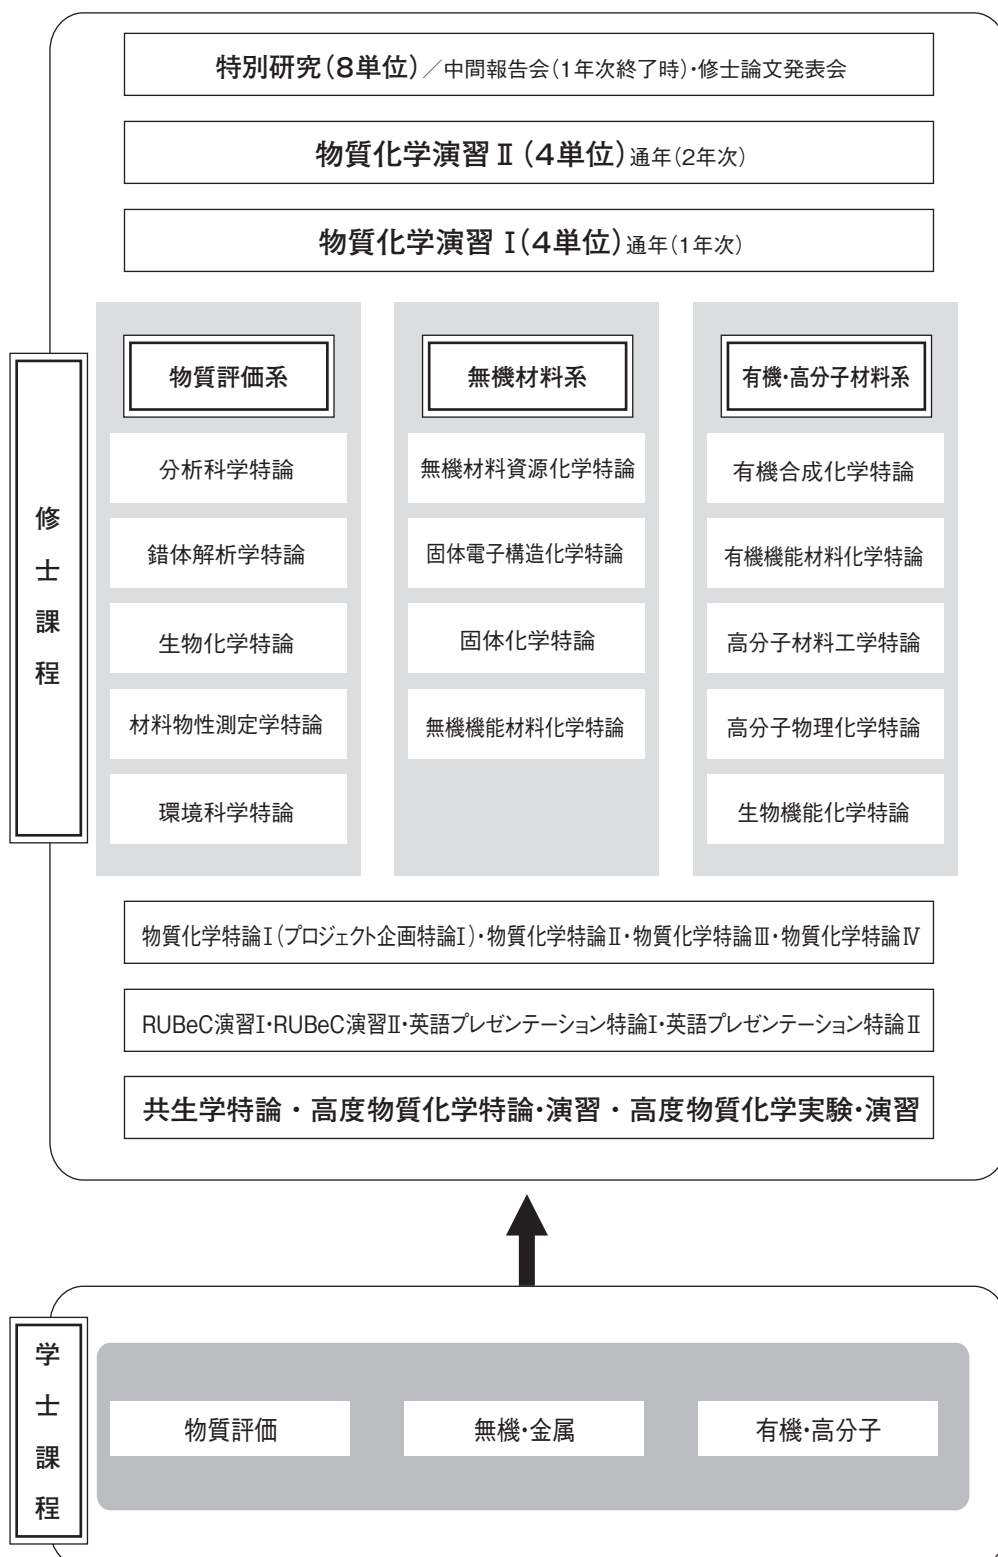 特別研究(8単位)／中間報告会(1年次終了時)・修士論文発表会
物質化学演習Ⅱ(4単位)通年(2年次)
物質化学演習Ⅰ(4単位)通年(1年次)
修士課程
物質評価系
分析科学特論
錯体解析学特論
生物化学特論
材料物性測定学特論
環境科学特論
無機材料系
無機材料資源化学特論
固体電子構造化学特論
固体化学特論
無機機能材料化学特論
有機・高分子材料系
有機合成化学特論
有機機能材料化学特論
高分子材料工学特論
高分子物理化学特論
生物機能化学特論
物質化学特論Ⅰ(プロジェクト企画特論Ⅰ)・物質化学特論Ⅱ・物質化学特論Ⅲ・物質化学特論Ⅳ
RUBeC演習Ⅰ・RUBeC演習Ⅱ・英語プレゼンテーション特論Ⅰ・英語プレゼンテーション特論Ⅱ
共生学特論・高度物質化学特論・演習・高度物質化学実験・演習
学士課程
物質評価
無機・金属
有機・高分子